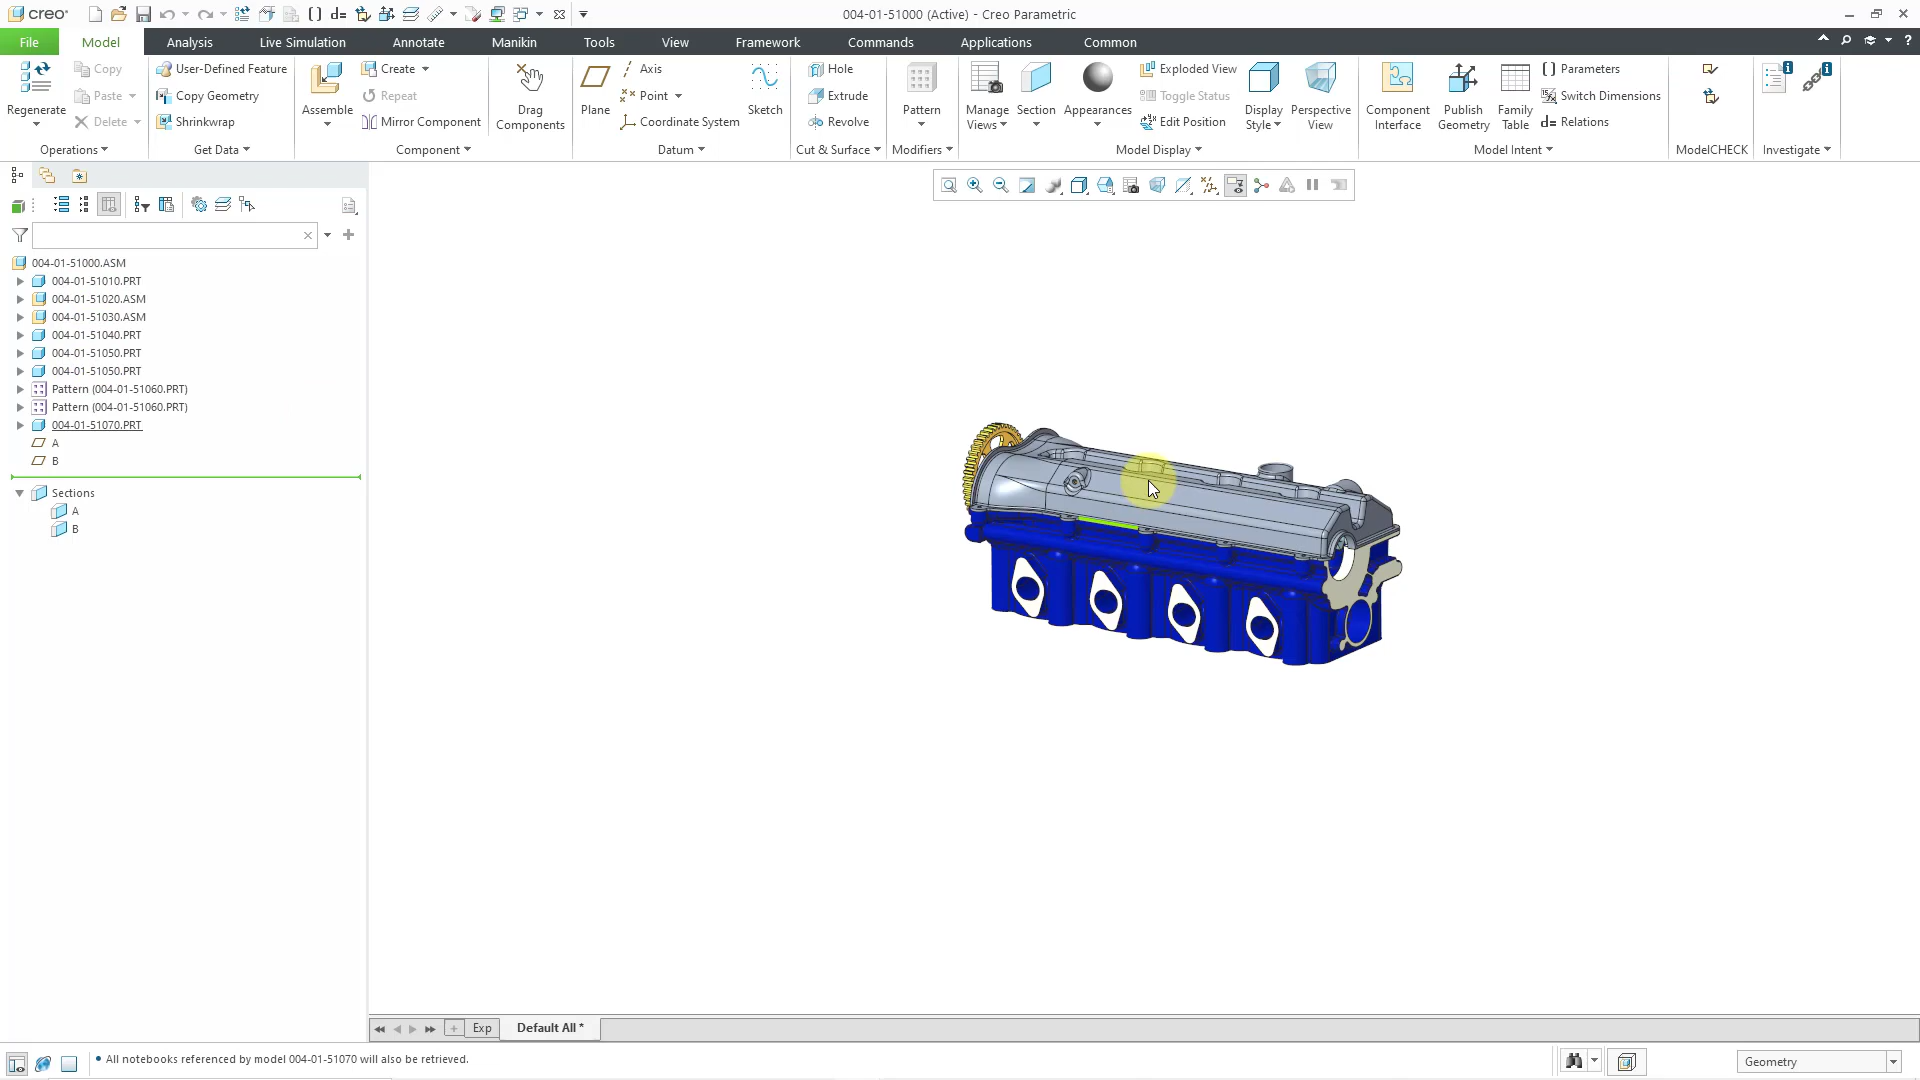 creo
004-01-51000 (Active) - Creo Parametric
File Model Analysis Live Simulation Annotate Manikin Tools View Framework Commands Applications Common
Regenerate
Copy
Paste
Delete
Operations
User-Defined Feature
Copy Geometry
Shrinkwrap
Get Data
Assemble
Create
Repeat
Mirror Component
Component
Drag
Components
Plane
Axis
Point
Coordinate System
Sketch
Datum
Hole
Extrude
Revolve
Cut & Surface
Pattern
Modifiers
Manage
Views
Section
Appearances
Exploded View
Toggle Status
Edit Position
Display
Style
Perspective
View
Model Display
Component
Interface
Publish
Geometry
Family
Table
Parameters
Switch Dimensions
d= Relations
Model Intent
ModelCHECK
Investigate
004-01-51000.ASM
004-01-51010.PRT
004-01-51020.ASM
004-01-51030.ASM
004-01-51040.PRT
004-01-51050.PRT
004-01-51050.PRT
Pattern (004-01-51060.PRT)
Pattern (004-01-51060.PRT)
004-01-51070.PRT
A
B
Sections
A
B
Exp
Default All *
All notebooks referenced by model 004-01-51070 will also be retrieved.
Geometry